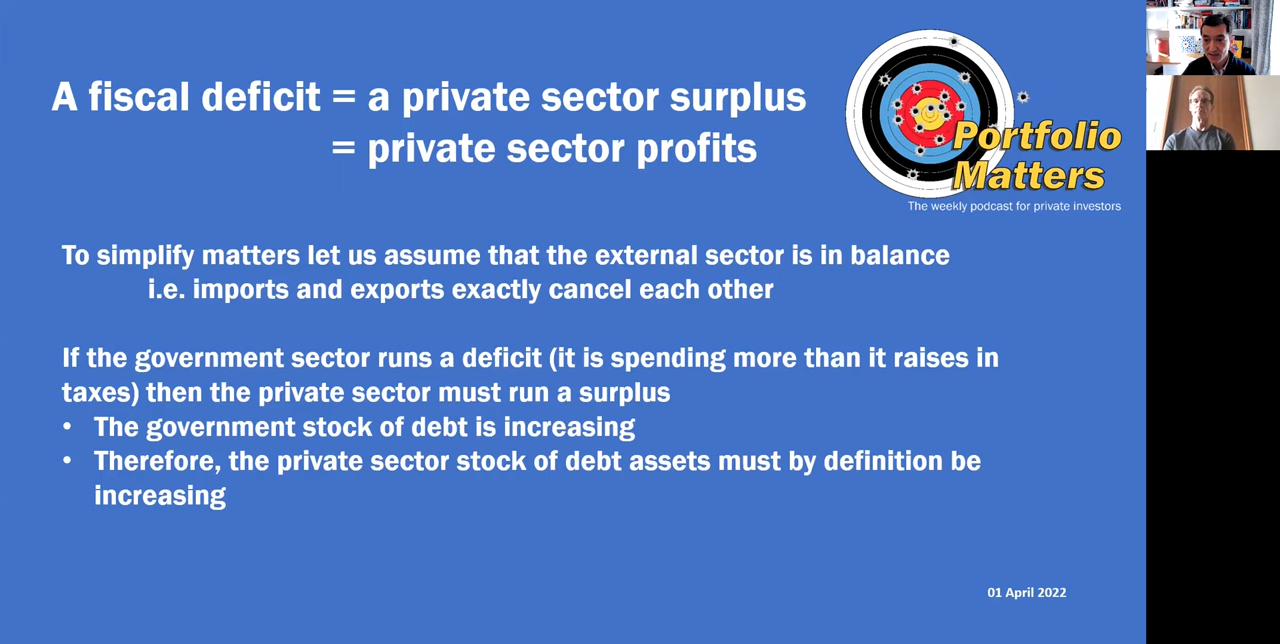 A fiscal deficit = a private sector surplus
= private sector profits
Portfolio
Matters
The weekly podcast for private investors
To simplify matters let us assume that the external sector is in balance
i.e. imports and exports exactly cancel each other
If the government sector runs a deficit (it is spending more than it raises in
taxes) then the private sector must run a surplus
• The government stock of debt is increasing
• Therefore, the private sector stock of debt assets must by definition be
increasing
01 April 2022